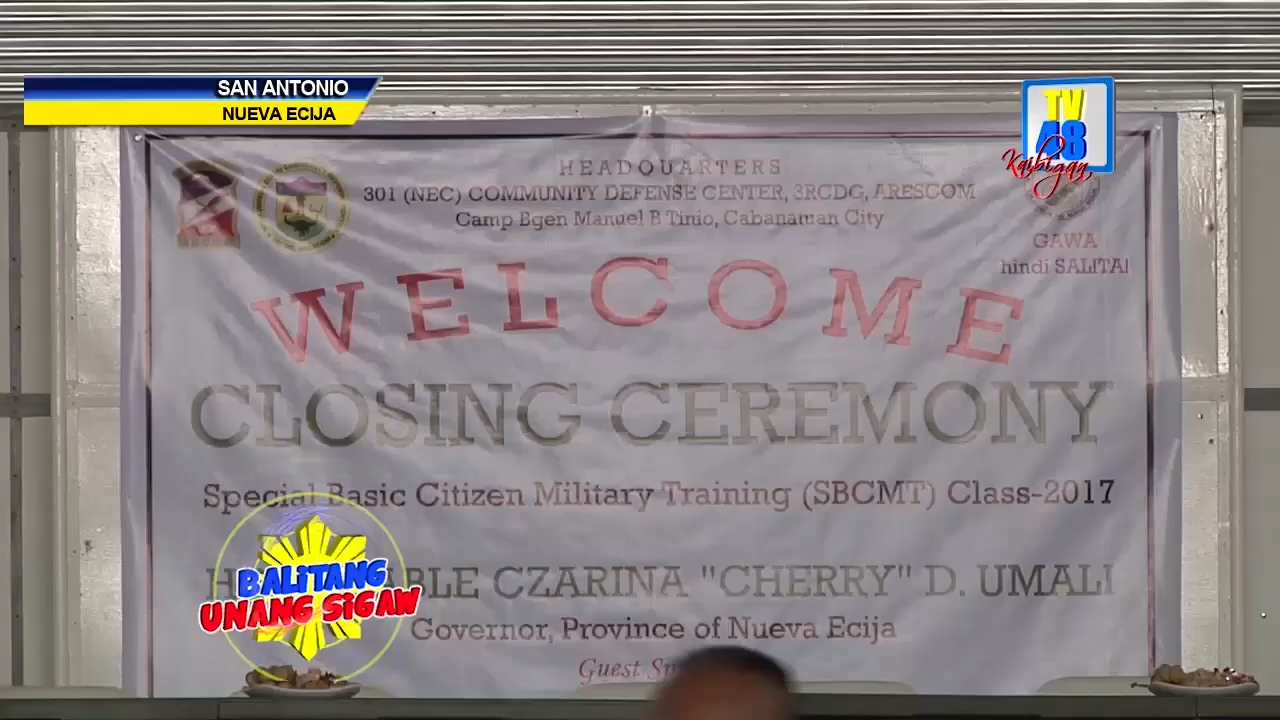 SAN ANTONIO
NUEVA ECIJA
TV
48
Kaibigan
HEADQUARTERS
301 (NEC) COMMUNITY DEFENSE CENTER, 3RCDG, ARESCOM
Camp Bgen Manuel B Tinio, Cabanatuan City
GAWA
hindi SALITA!
WELCOME
CLOSING CEREMONY
Special Basic Citizen Military Training (SBCMT) Class-2017
CZARINA "CHERRY" D. UMALI
BALITANG
UNANG SIGAW
Governor, Province of Nueva Ecija
Guest